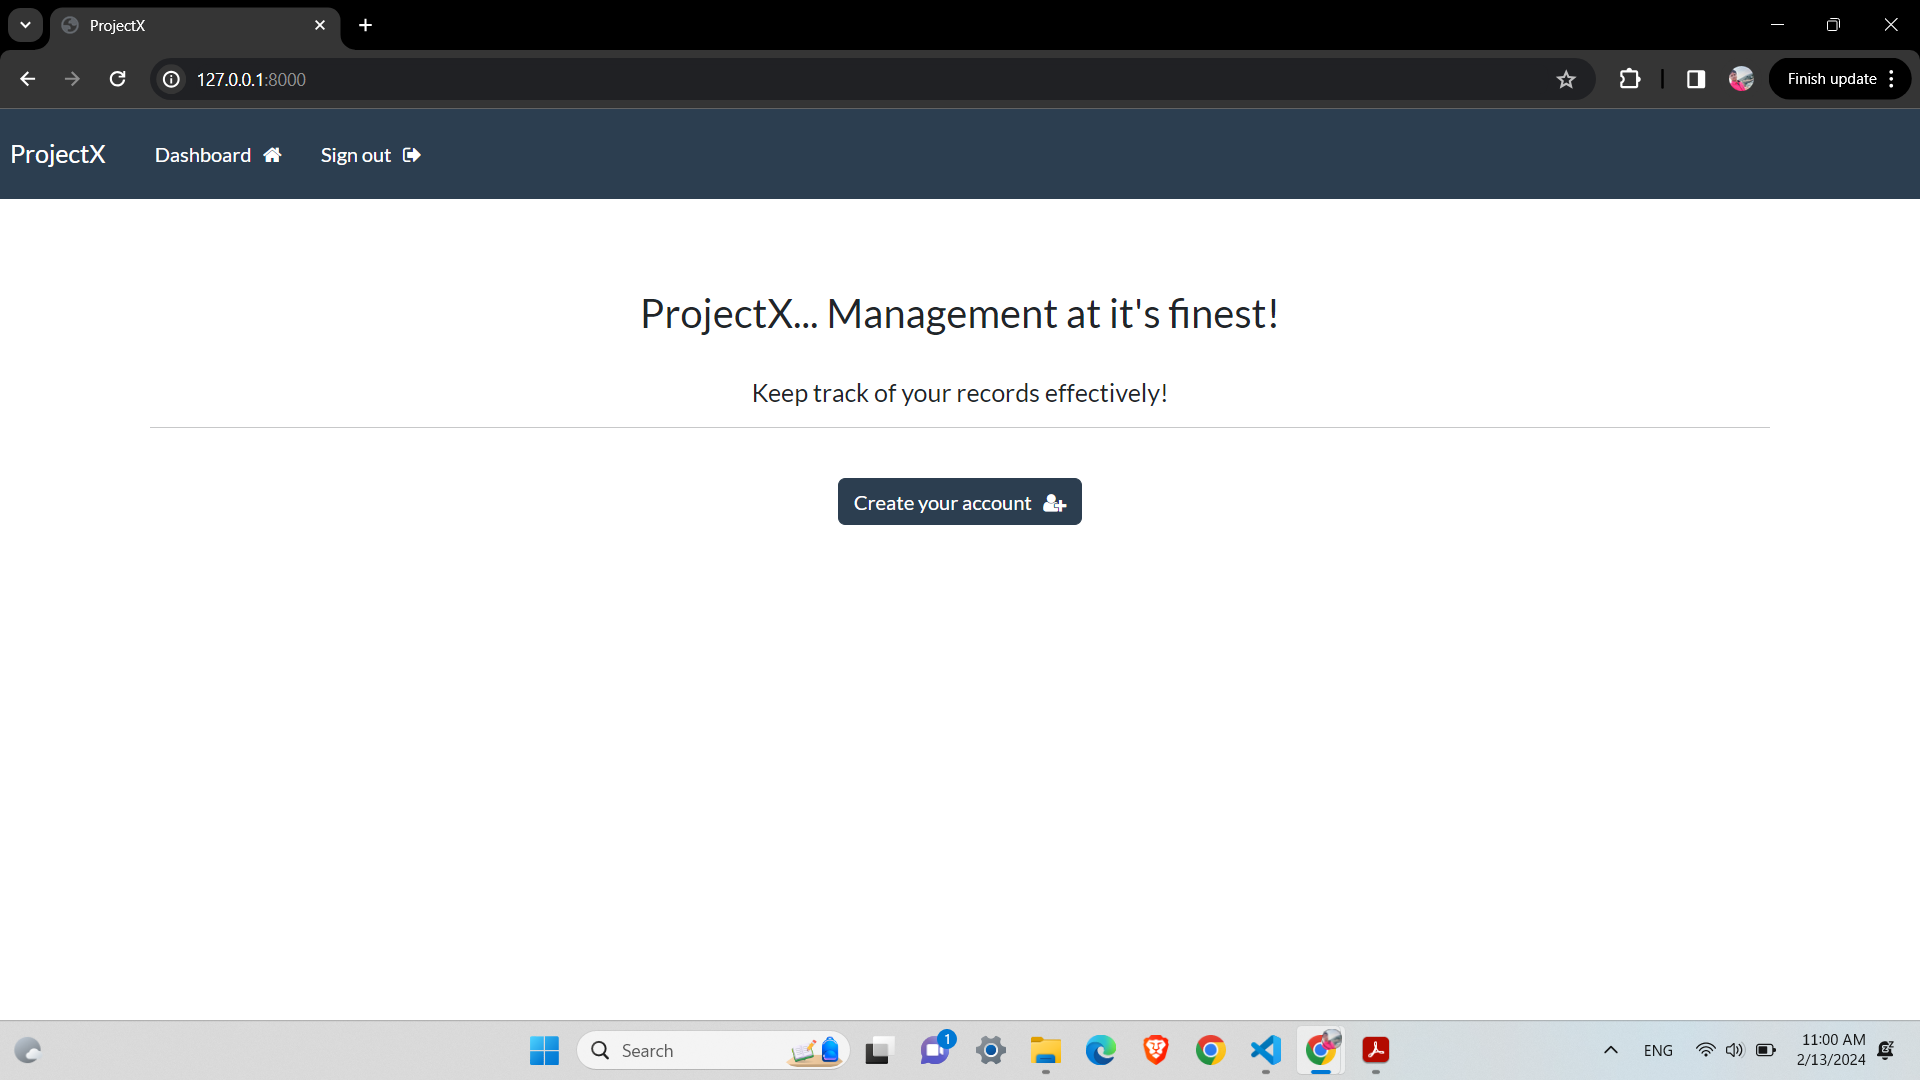 ProjectX
127.0.0.1:8000
Finish update
ProjectX Dashboard Sign out
ProjectX... Management at it's finest!
Keep track of your records effectively!
Create your account
Search
1
ENG
11:00 AM
2/13/2024